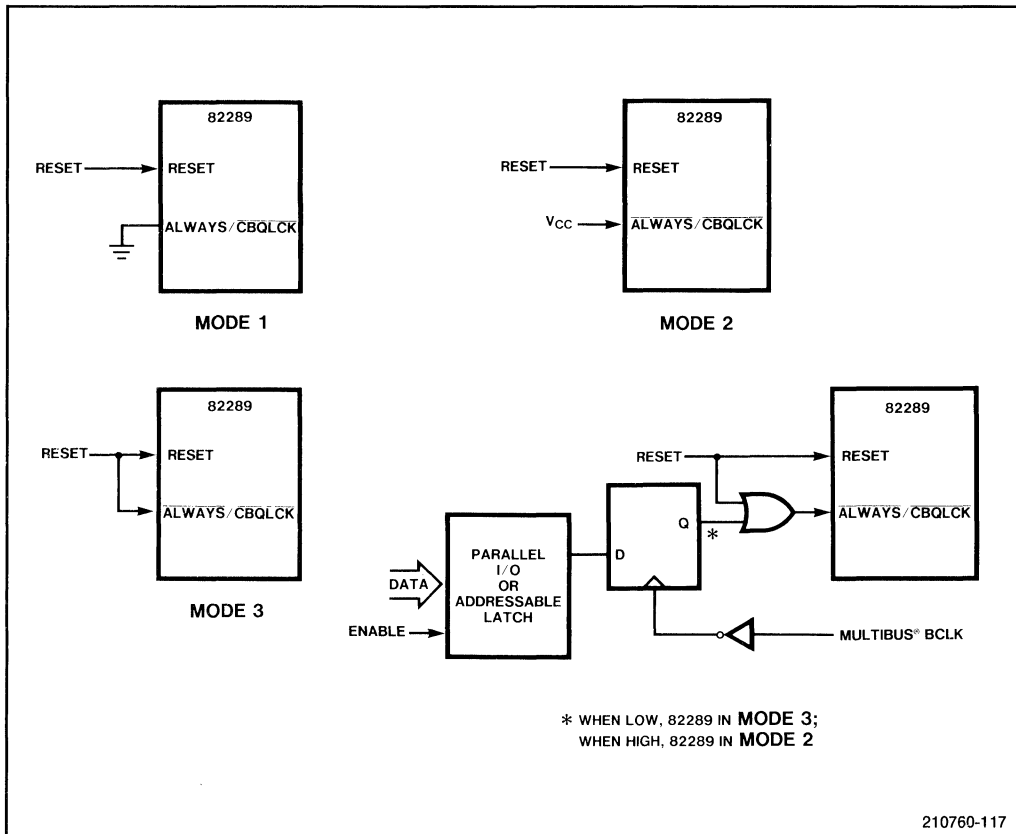 82289
RESET
RESET
ALWAYS/CBQLCK
MODE 1
82289
RESET
RESET
VCC
ALWAYS/CBQLCK
MODE 2
82289
RESET
RESET
ALWAYS/CBQLCK
MODE 3
82289
RESET
RESET
ALWAYS/CBQLCK
Q
*
D
PARALLEL
I/O
OR
ADDRESSABLE
LATCH
DATA
ENABLE
MULTIBUS® BCLK
* WHEN LOW, 82289 IN MODE 3;
WHEN HIGH, 82289 IN MODE 2
210760-117